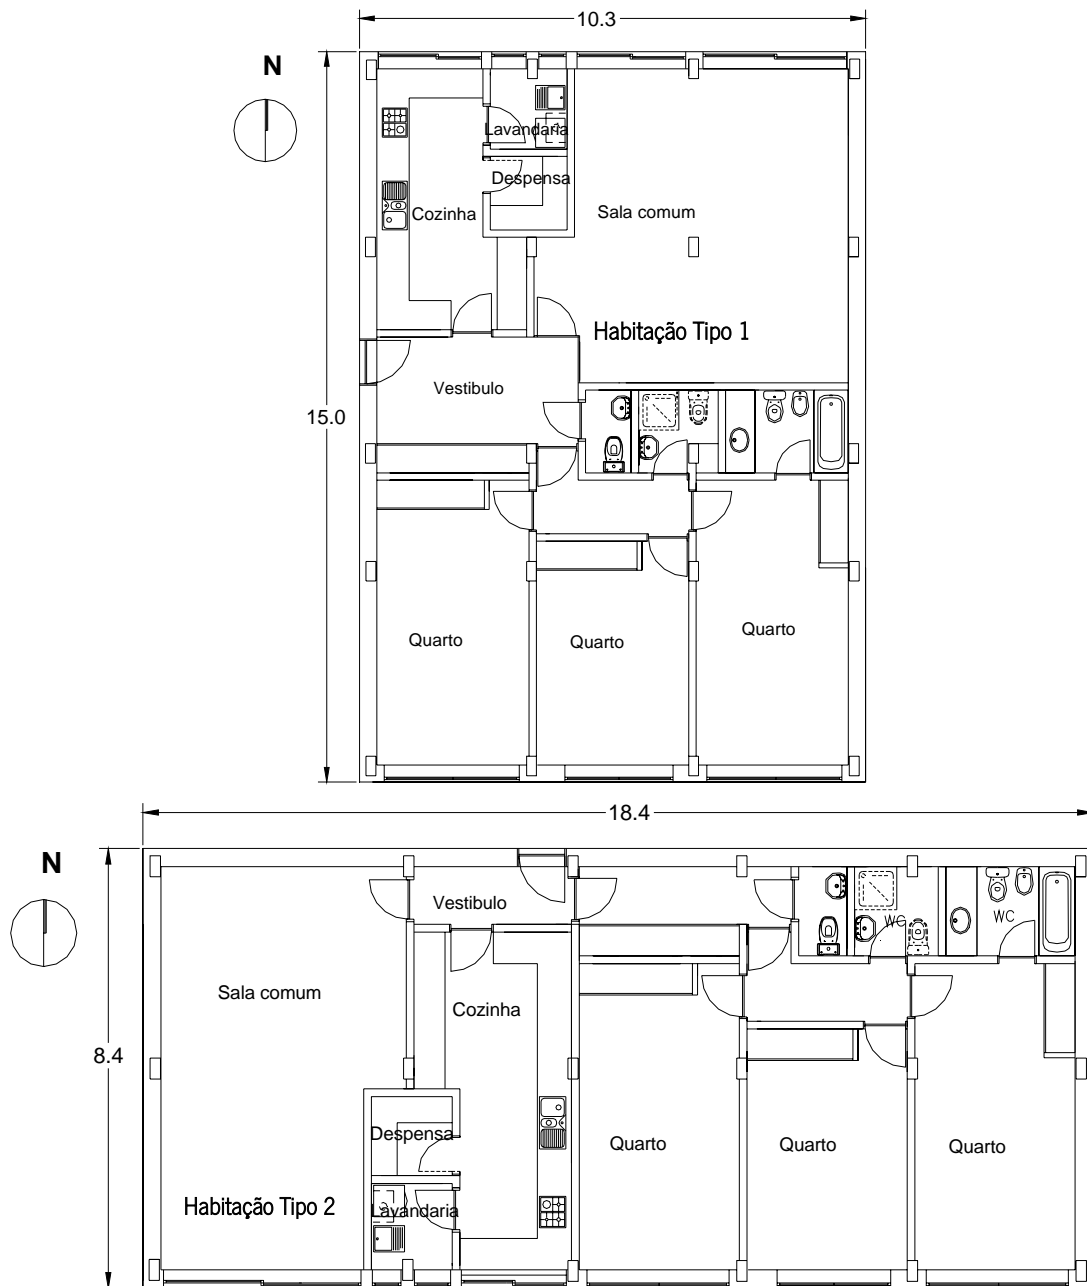 10.3
N
Lavandaria
Despensa
Cozinha
Sala comum
Habitação Tipo 1
Vestibulo
15.0
Quarto
Quarto
Quarto
18.4
N
Vestibulo
WC
WC
Sala comum
Cozinha
8.4
Despensa
Quarto
Quarto
Quarto
Habitação Tipo 2
Lavandaria